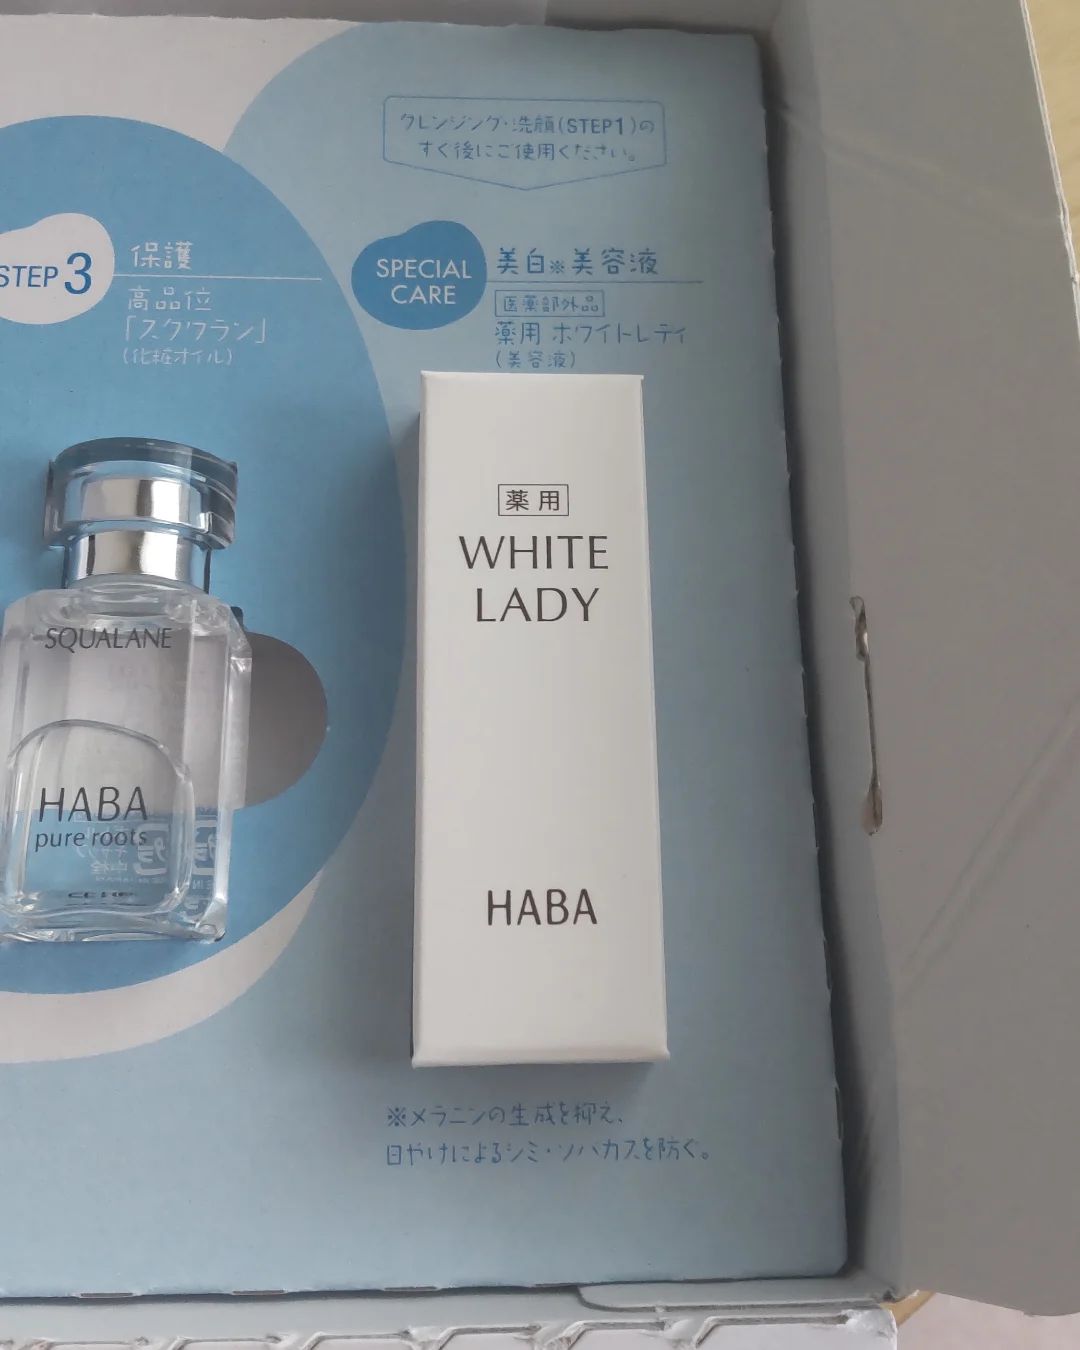 クレンジング・洗顔(STEP1)の
すぐ後にご使用ください。
STEP 3
保護
高品位
「スクワラン」
(化粧オイル)
SPECIAL
CARE
美白※美容液
医薬部外品
薬用 ホワイトレディ
(美容液)
SQUALANE
HABA
pure roots
薬用
WHITE
LADY
HABA
※メラニンの生成を抑え、
日やけによるシミ・ソバカスを防ぐ。